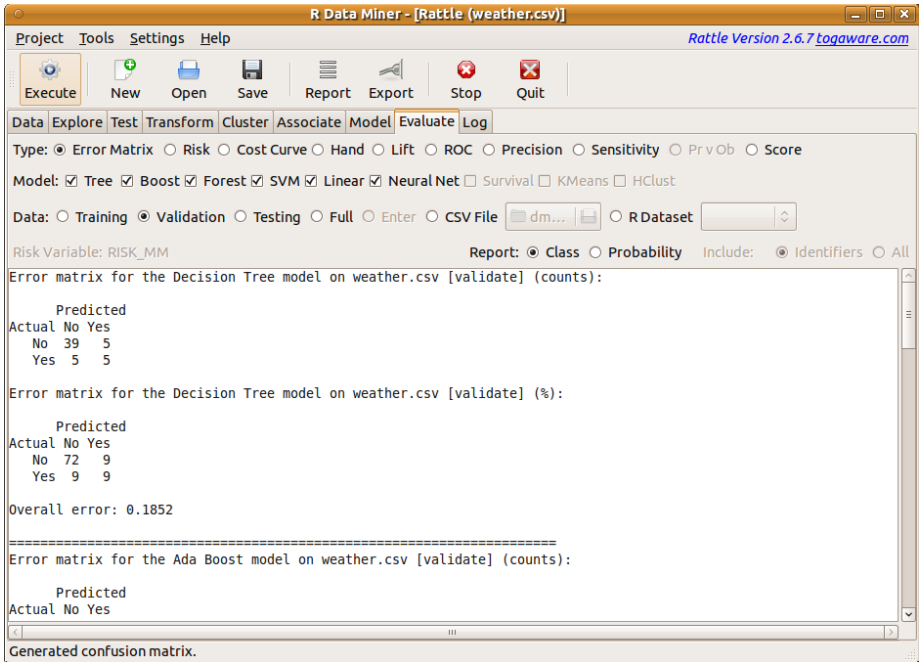 R Data Miner - [Rattle (weather.csv)]
Project Tools Settings Help Rattle Version 2.6.7 togaware.com
Execute New Open Save Report Export Stop Quit
Data Explore Test Transform Cluster Associate Model Evaluate Log
Type: Error Matrix Risk Cost Curve Hand Lift ROC Precision Sensitivity Pr v Ob Score
Model: Tree Boost Forest SVM Linear Neural Net Survival KMeans HClust
Data: Training Validation Testing Full Enter CSV File dm... R Dataset
Risk Variable: RISK_MM Report: Class Probability Include: Identifiers All
Error matrix for the Decision Tree model on weather.csv [validate] (counts):
Predicted
Actual No Yes
No 39 5
Yes 5 5
Error matrix for the Decision Tree model on weather.csv [validate] (%):
Predicted
Actual No Yes
No 72 9
Yes 9 9
Overall error: 0.1852
======================================================================
Error matrix for the Ada Boost model on weather.csv [validate] (counts):
Predicted
Actual No Yes
Generated confusion matrix.